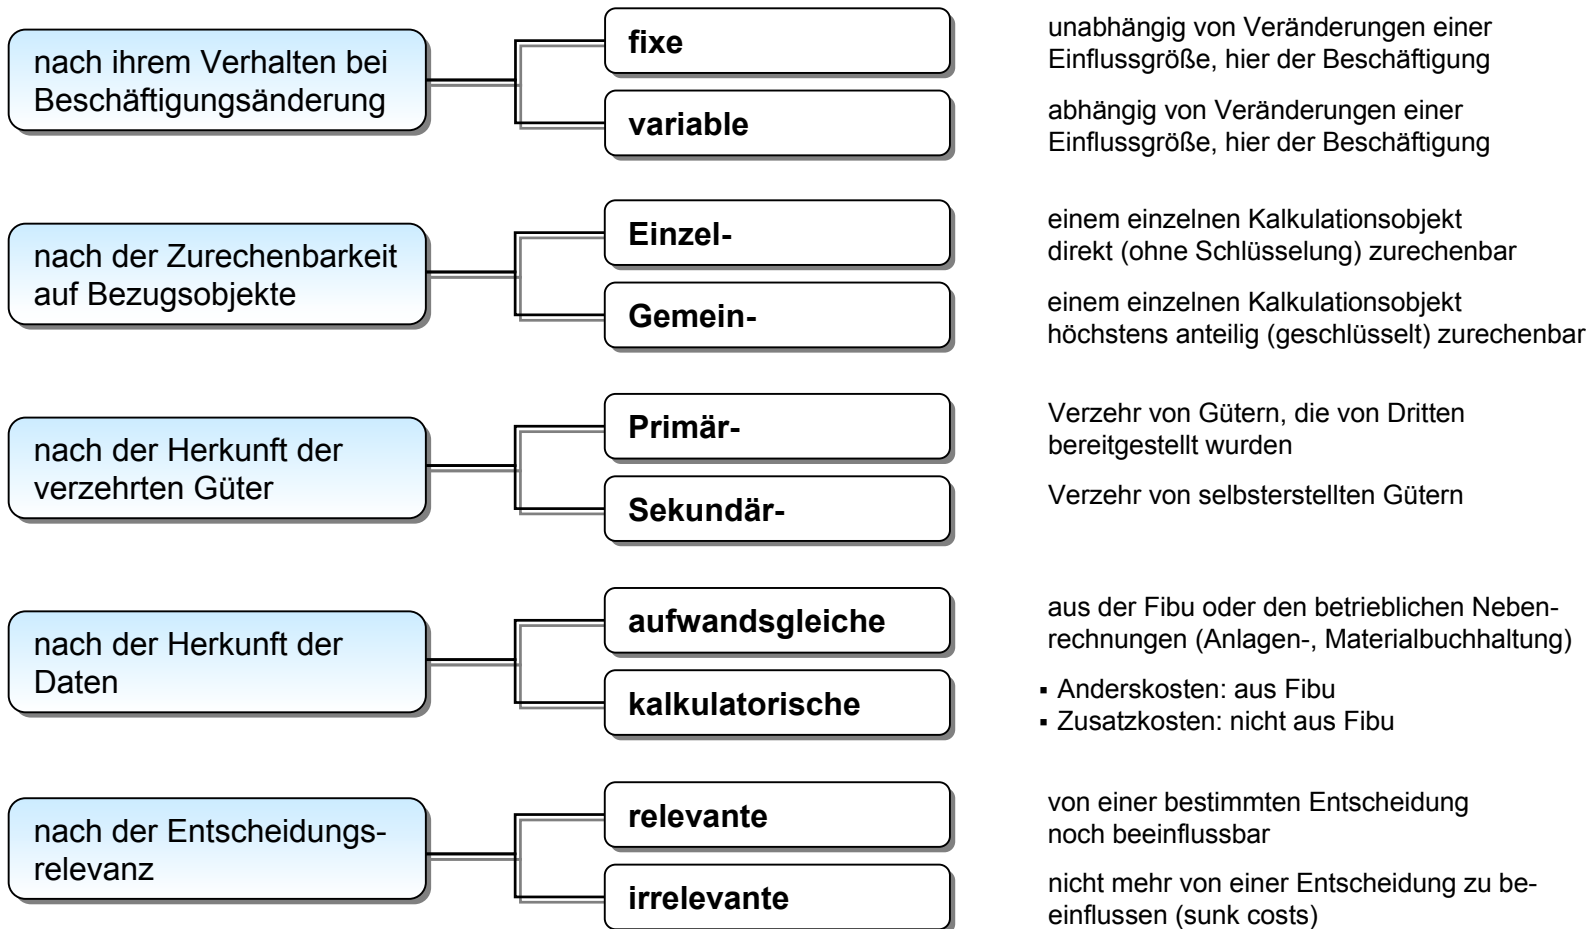 nach ihrem Verhalten bei
Beschäftigungsänderung
fixe
unabhängig von Veränderungen einer
Einflussgröße, hier der Beschäftigung
variable
abhängig von Veränderungen einer
Einflussgröße, hier der Beschäftigung
nach der Zurechenbarkeit
auf Bezugsobjekte
Einzel-
einem einzelnen Kalkulationsobjekt
direkt (ohne Schlüsselung) zurechenbar
Gemein-
einem einzelnen Kalkulationsobjekt
höchstens anteilig (geschlüsselt) zurechenbar
nach der Herkunft der
verzehrten Güter
Primär-
Verzehr von Gütern, die von Dritten
bereitgestellt wurden
Sekundär-
Verzehr von selbsterstellten Gütern
nach der Herkunft der
Daten
aufwandsgleiche
aus der Fibu oder den betrieblichen Neben-
rechnungen (Anlagen-, Materialbuchhaltung)
kalkulatorische
▪ Anderskosten: aus Fibu
▪ Zusatzkosten: nicht aus Fibu
nach der Entscheidungs-
relevanz
relevante
von einer bestimmten Entscheidung
noch beeinflussbar
irrelevante
nicht mehr von einer Entscheidung zu be-
einflussen (sunk costs)